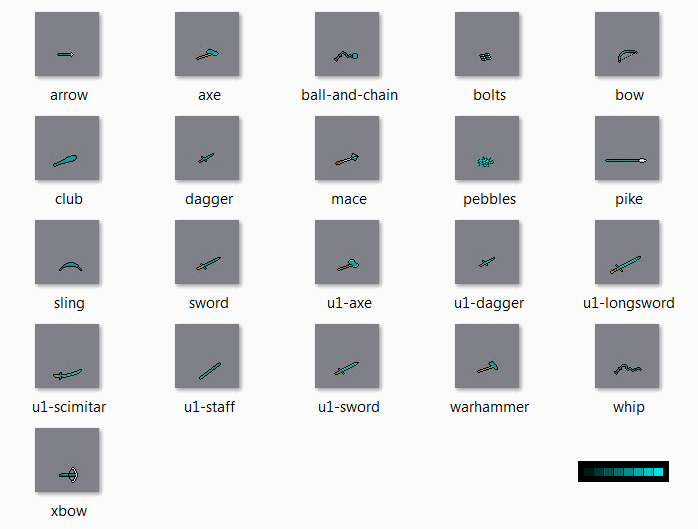 arrow axe ball-and-chain bolts bow
club dagger mace pebbles pike
sling sword u1-axe u1-dagger u1-longsword
u1-scimitar u1-staff u1-sword warhammer whip
xbow